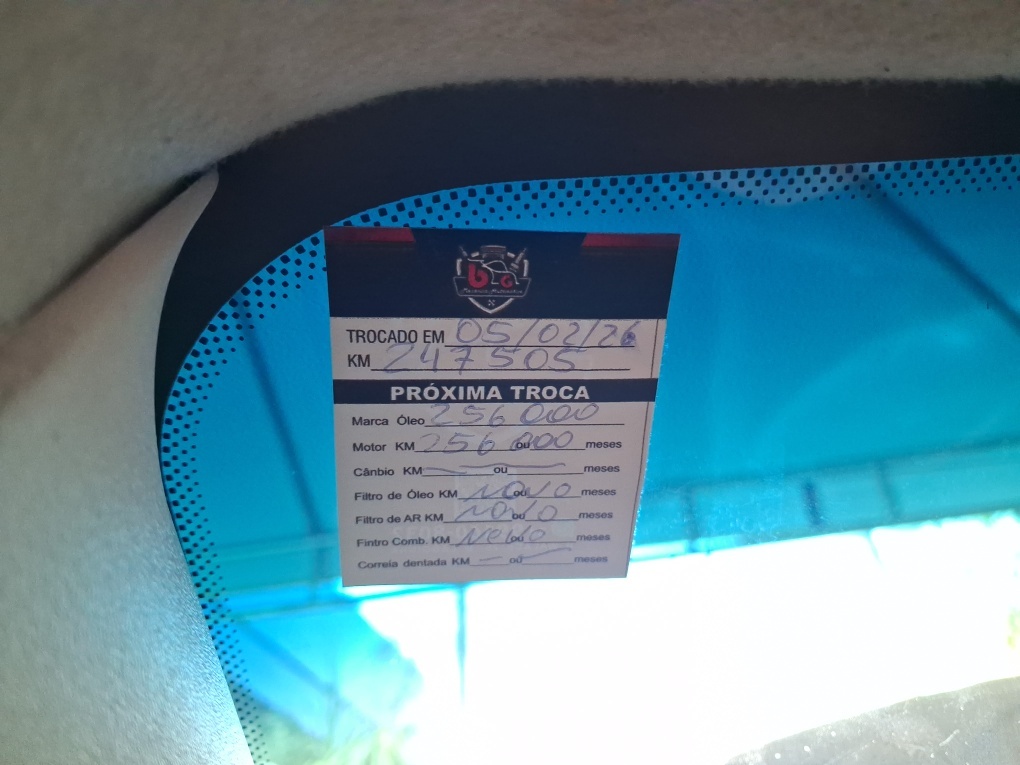 bG
TROCADO EM 05/02/26
KM 247505
PRÓXIMA TROCA
Marca Óleo 256000
Motor KM 256000 ou meses
Cânbio KM — ou — meses
Filtro de Óleo KM NOVO ou meses
Filtro de AR KM NOVO ou meses
Fintro Comb. KM NOVO ou meses
Correia dentada KM — ou — meses